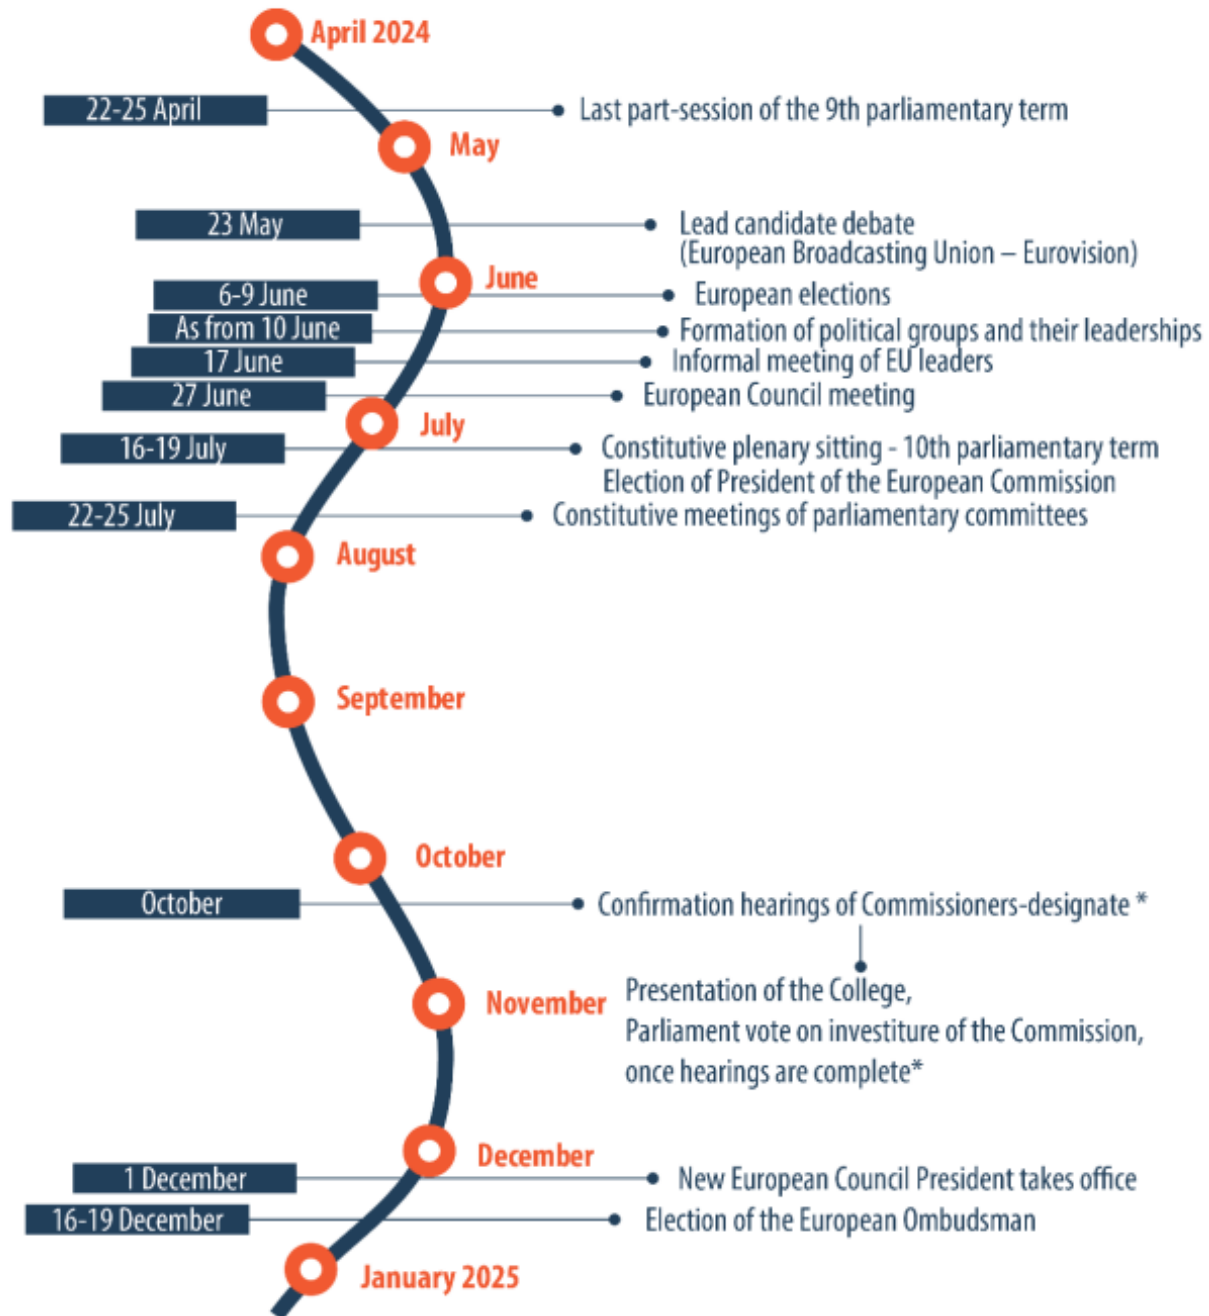 April 2024
22-25 April
Last part-session of the 9th parliamentary term
May
23 May
Lead candidate debate
(European Broadcasting Union – Eurovision)
June
6-9 June
European elections
As from 10 June
Formation of political groups and their leaderships
17 June
Informal meeting of EU leaders
27 June
European Council meeting
July
16-19 July
Constitutive plenary sitting - 10th parliamentary term
Election of President of the European Commission
22-25 July
Constitutive meetings of parliamentary committees
August
September
October
October
Confirmation hearings of Commissioners-designate *
November
Presentation of the College,
Parliament vote on investiture of the Commission,
once hearings are complete*
December
1 December
New European Council President takes office
16-19 December
Election of the European Ombudsman
January 2025